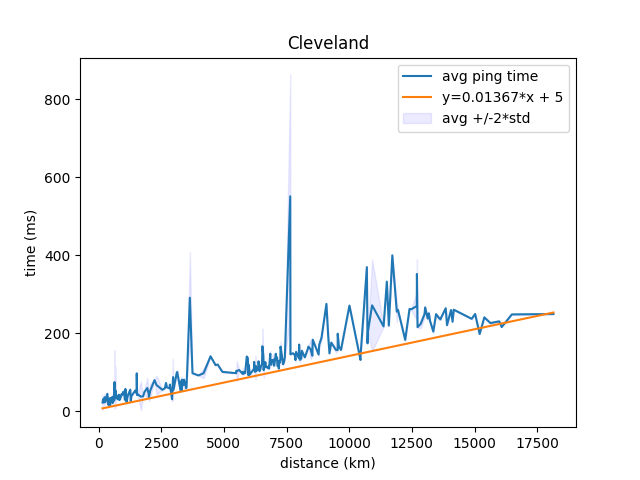 Cleveland
avg ping time
y=0.01367*x + 5
avg +/-2*std
800
600
400
200
0
time (ms)
0 2500 5000 7500 10000 12500 15000 17500
distance (km)